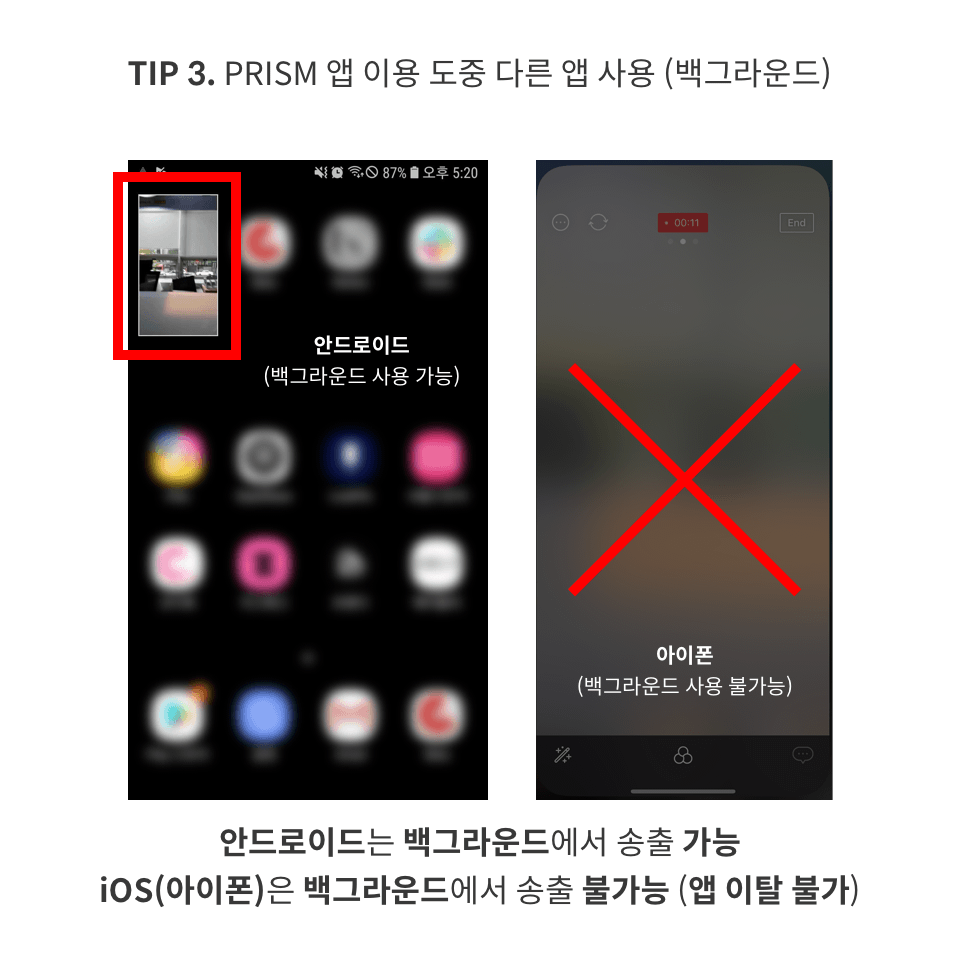 TIP 3. PRISM 앱 이용 도중 다른 앱 사용 (백그라운드)
87% 오후 5:20
00:11
End
안드로이드
(백그라운드 사용 가능)
아이폰
(백그라운드 사용 불가능)
안드로이드는 백그라운드에서 송출 가능
iOS(아이폰)은 백그라운드에서 송출 불가능 (앱 이탈 불가)